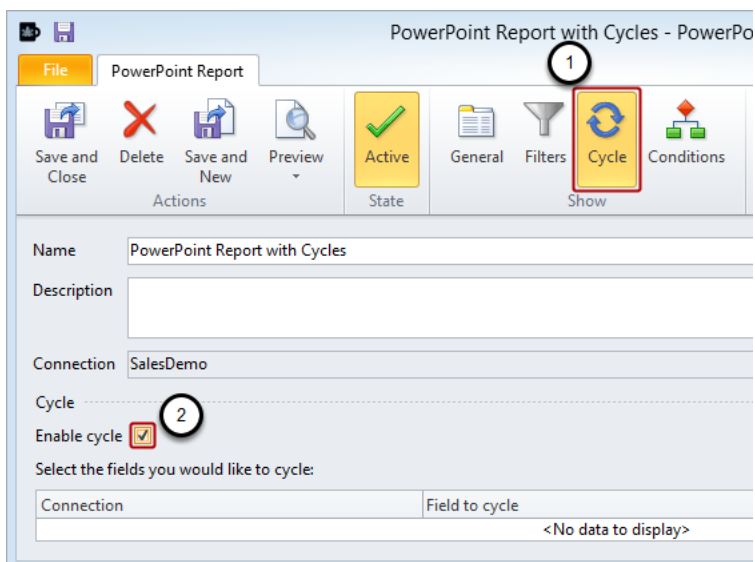 PowerPoint Report with Cycles - PowerPo
File PowerPoint Report
1
Save and Close
Delete
Save and New
Preview
Active
General
Filters
Cycle
Conditions
Actions
State
Show
Name PowerPoint Report with Cycles
Description
Connection SalesDemo
Cycle
2
Enable cycle
Select the fields you would like to cycle:
Connection Field to cycle
<No data to display>